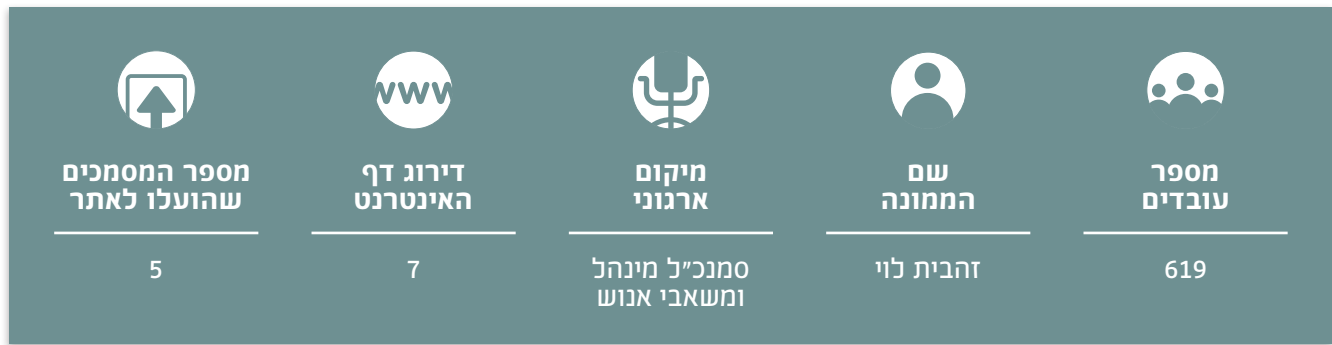 מספר
עובדים
619
שם
הממונה
זהבית לוי
מיקום
ארגוני
סמנכ״ל מינהל
ומשאבי אנוש
www
דירוג דף
האינטרנט
7
מספר המסמכים
שהועלו לאתר
5